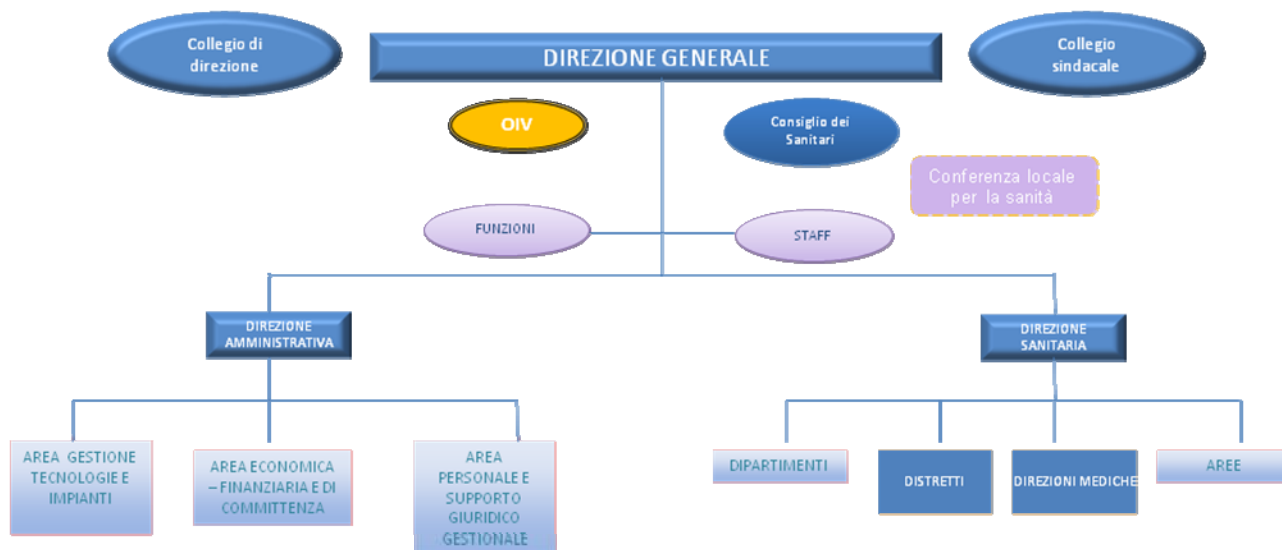 Collegio di
direzione
DIREZIONE GENERALE
Collegio
sindacale
OIV
Consiglio dei
Sanitari
Conferenza locale
per la sanità
FUNZIONI
STAFF
DIREZIONE
AMMINISTRATIVA
DIREZIONE
SANITARIA
AREA GESTIONE
TECNOLOGIE E
IMPIANTI
AREA ECONOMICA
– FINANZIARIA E DI
COMMITTENZA
AREA
PERSONALE E
SUPPORTO
GIURIDICO
GESTIONALE
DIPARTIMENTI
DISTRETTI
DIREZIONI MEDICHE
AREE